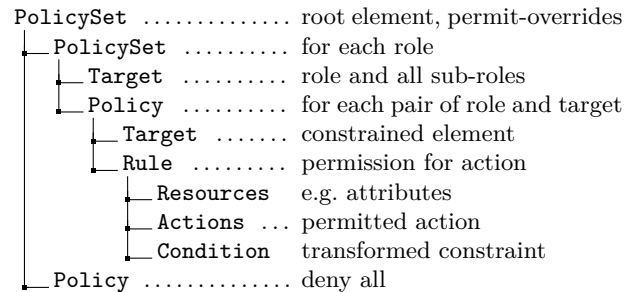 PolicySet .............. root element, permit-overrides
PolicySet .......... for each role
Target .......... role and all sub-roles
Policy .......... for each pair of role and target
Target ....... constrained element
Rule ......... permission for action
Resources e.g. attributes
Actions ... permitted action
Condition transformed constraint
Policy .............. deny all